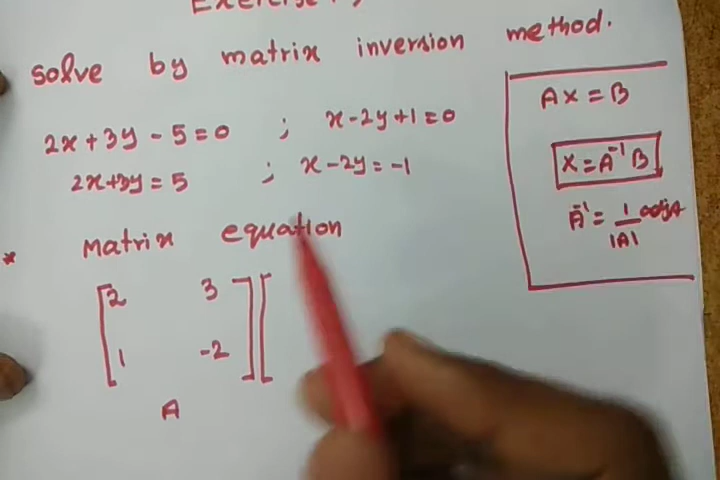 Exercise
solve by matrix inversion method.
2x+3y-5=0 ; x-2y+1=0
2x+3y=5 ; x-2y=-1
* Matrix equation
[2 3
1 -2] [
A
AX=B
X=A⁻¹B
A⁻¹=1/|A| adjA